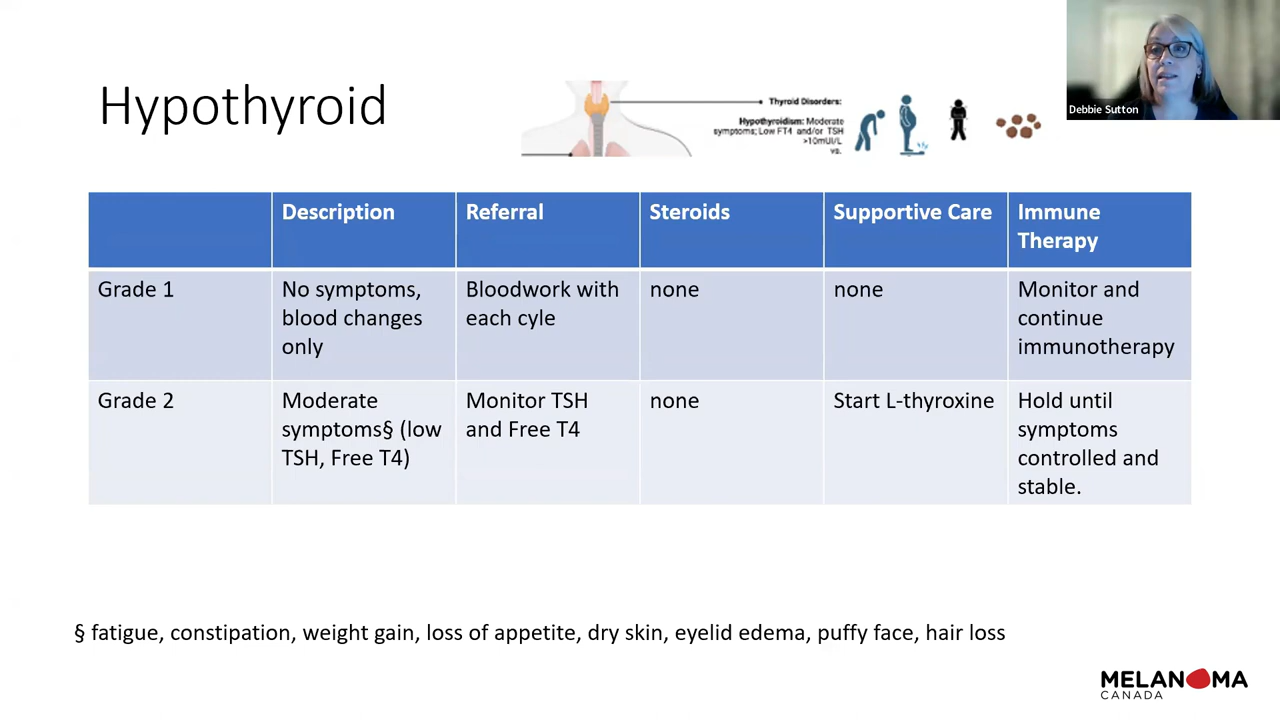 Hypothyroid
Thyroid Disorders:
Hypothyroidism: Moderate
symptoms; Low FT4 and/or TSH
>10mUI/L
vs.
Debbie Sutton
Description
Referral
Steroids
Supportive Care
Immune
Therapy
Grade 1
No symptoms,
blood changes
only
Bloodwork with
each cyle
none
none
Monitor and
continue
immunotherapy
Grade 2
Moderate
symptoms§ (low
TSH, Free T4)
Monitor TSH
and Free T4
none
Start L-thyroxine
Hold until
symptoms
controlled and
stable.
§ fatigue, constipation, weight gain, loss of appetite, dry skin, eyelid edema, puffy face, hair loss
MELANOMA
CANADA